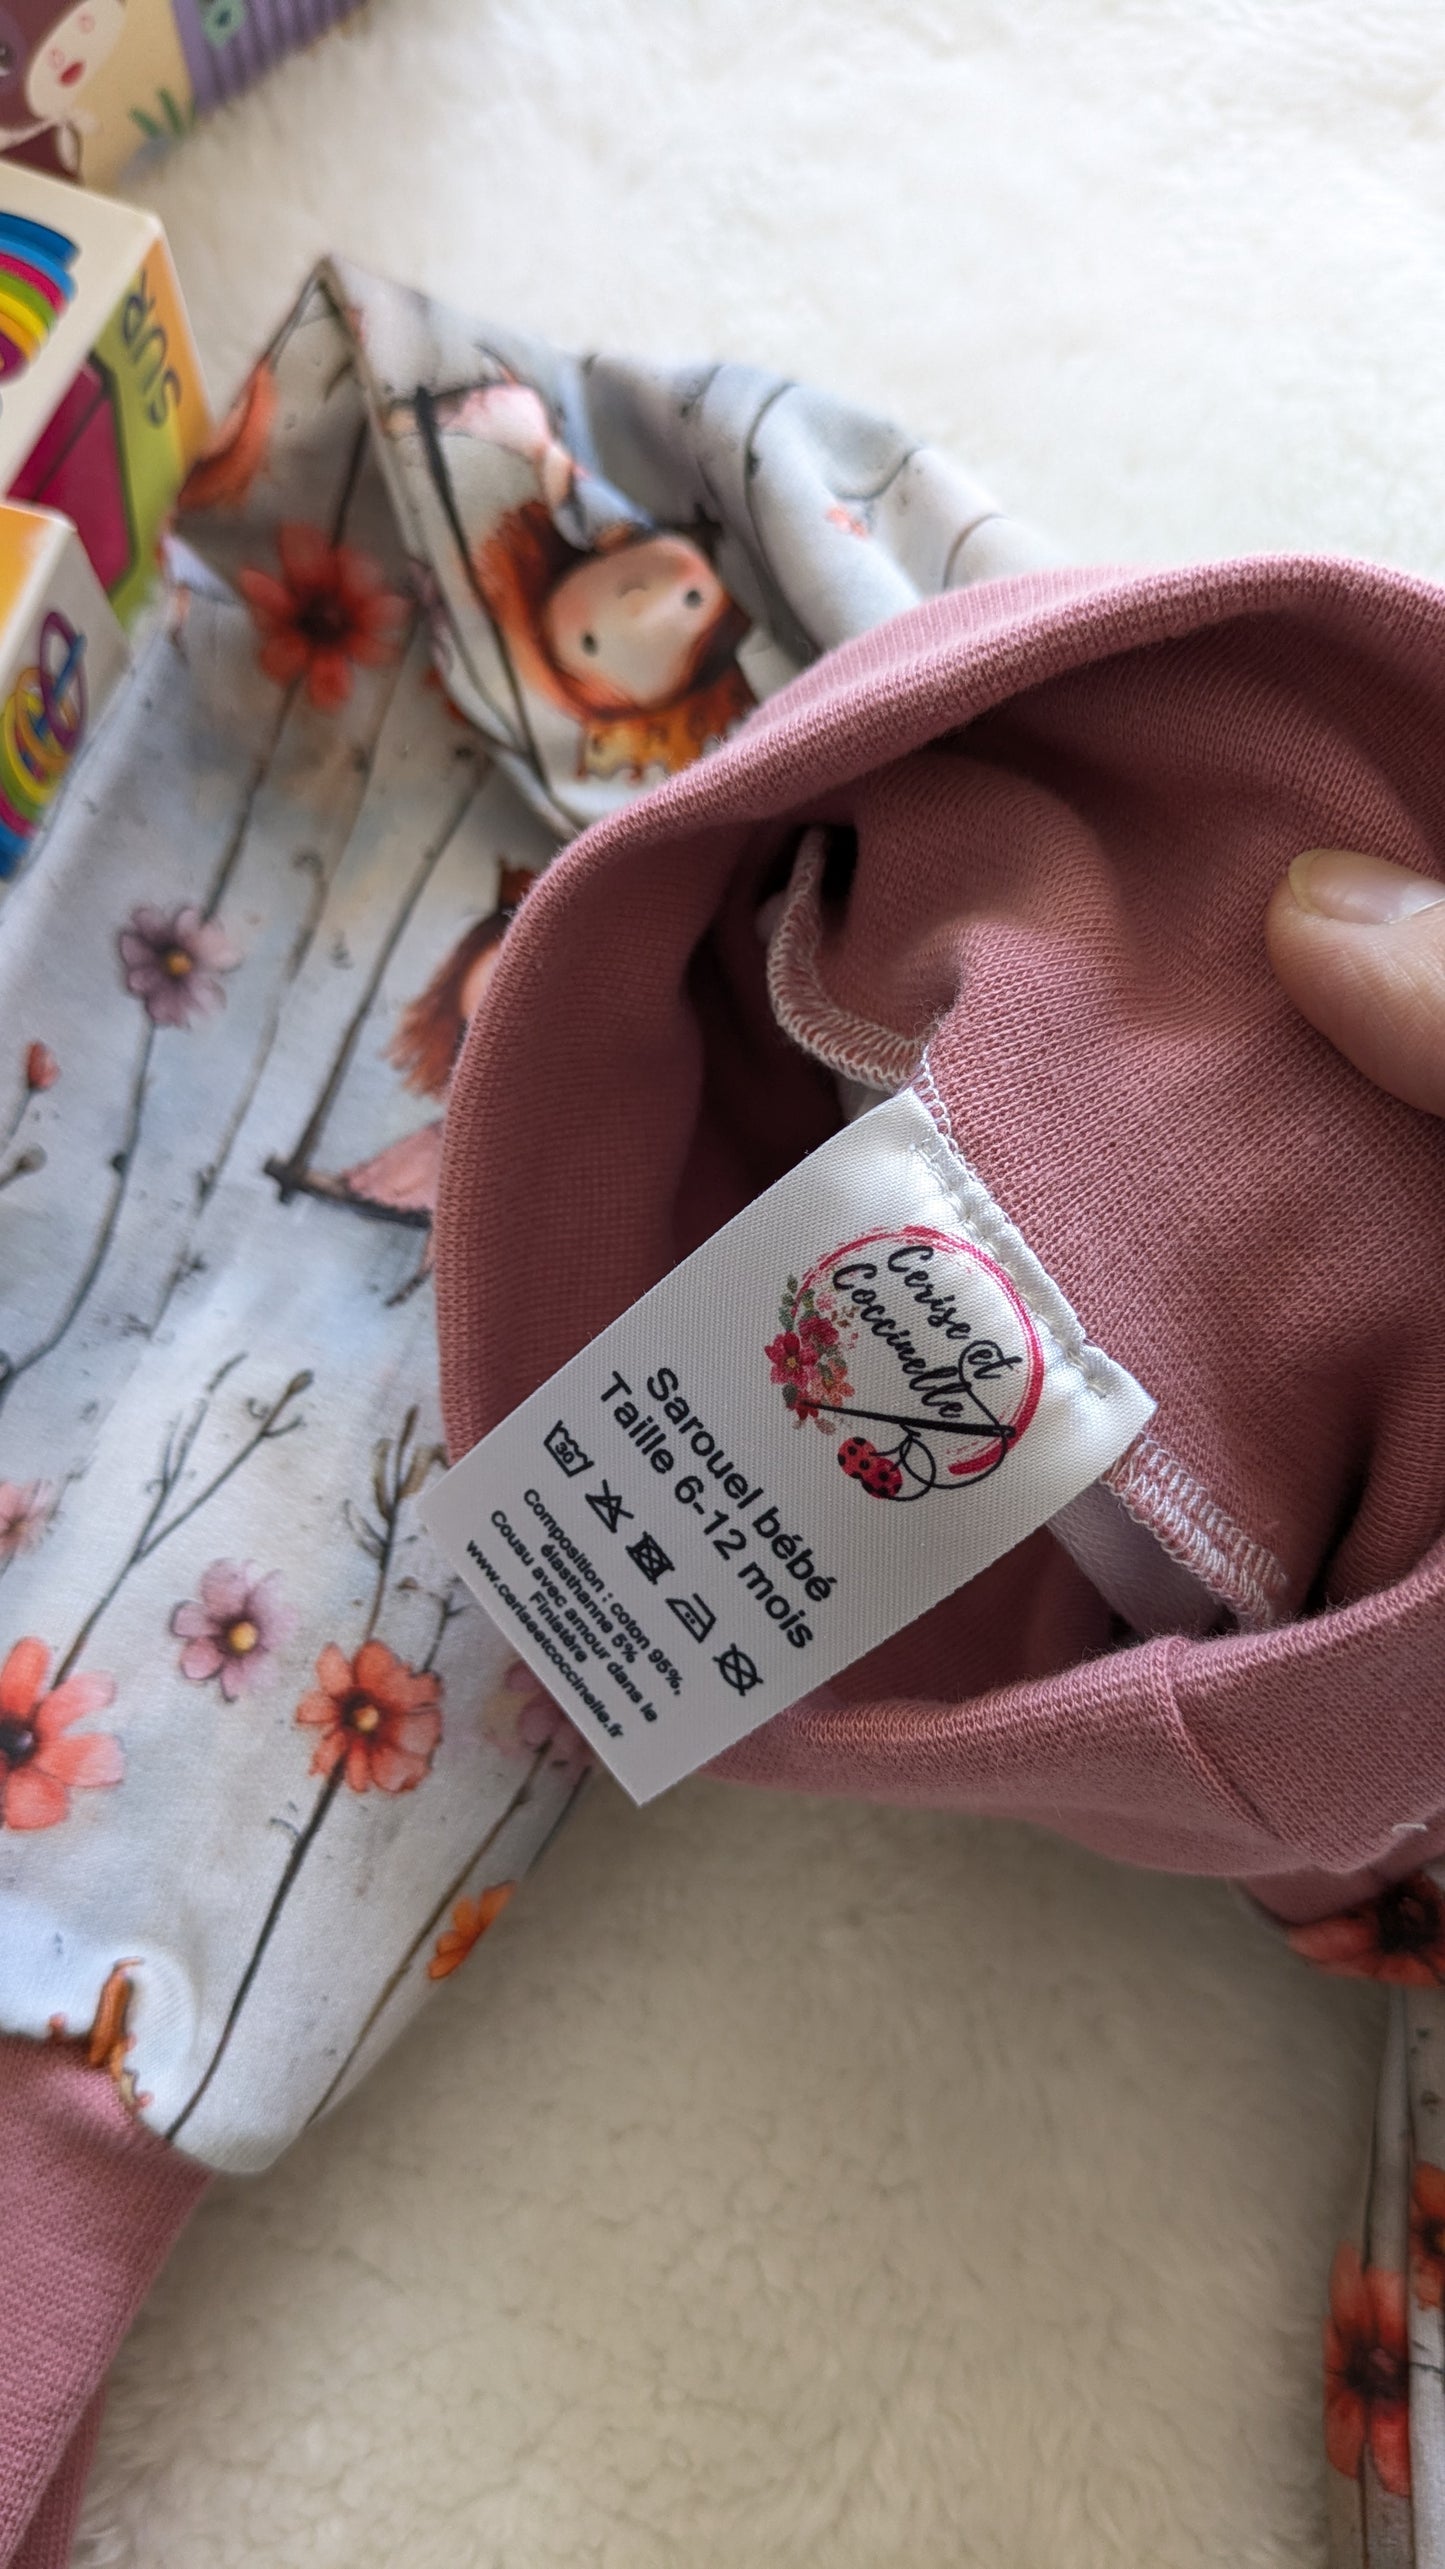 SUR
Cerise et
Coccinelle
Sarouel bébé
Taille 6-12 mois
30
Composition : coton 95%,
élasthanne 5%
Cousu avec amour dans le
Finistère
www.ceriseetcoccinelle.fr